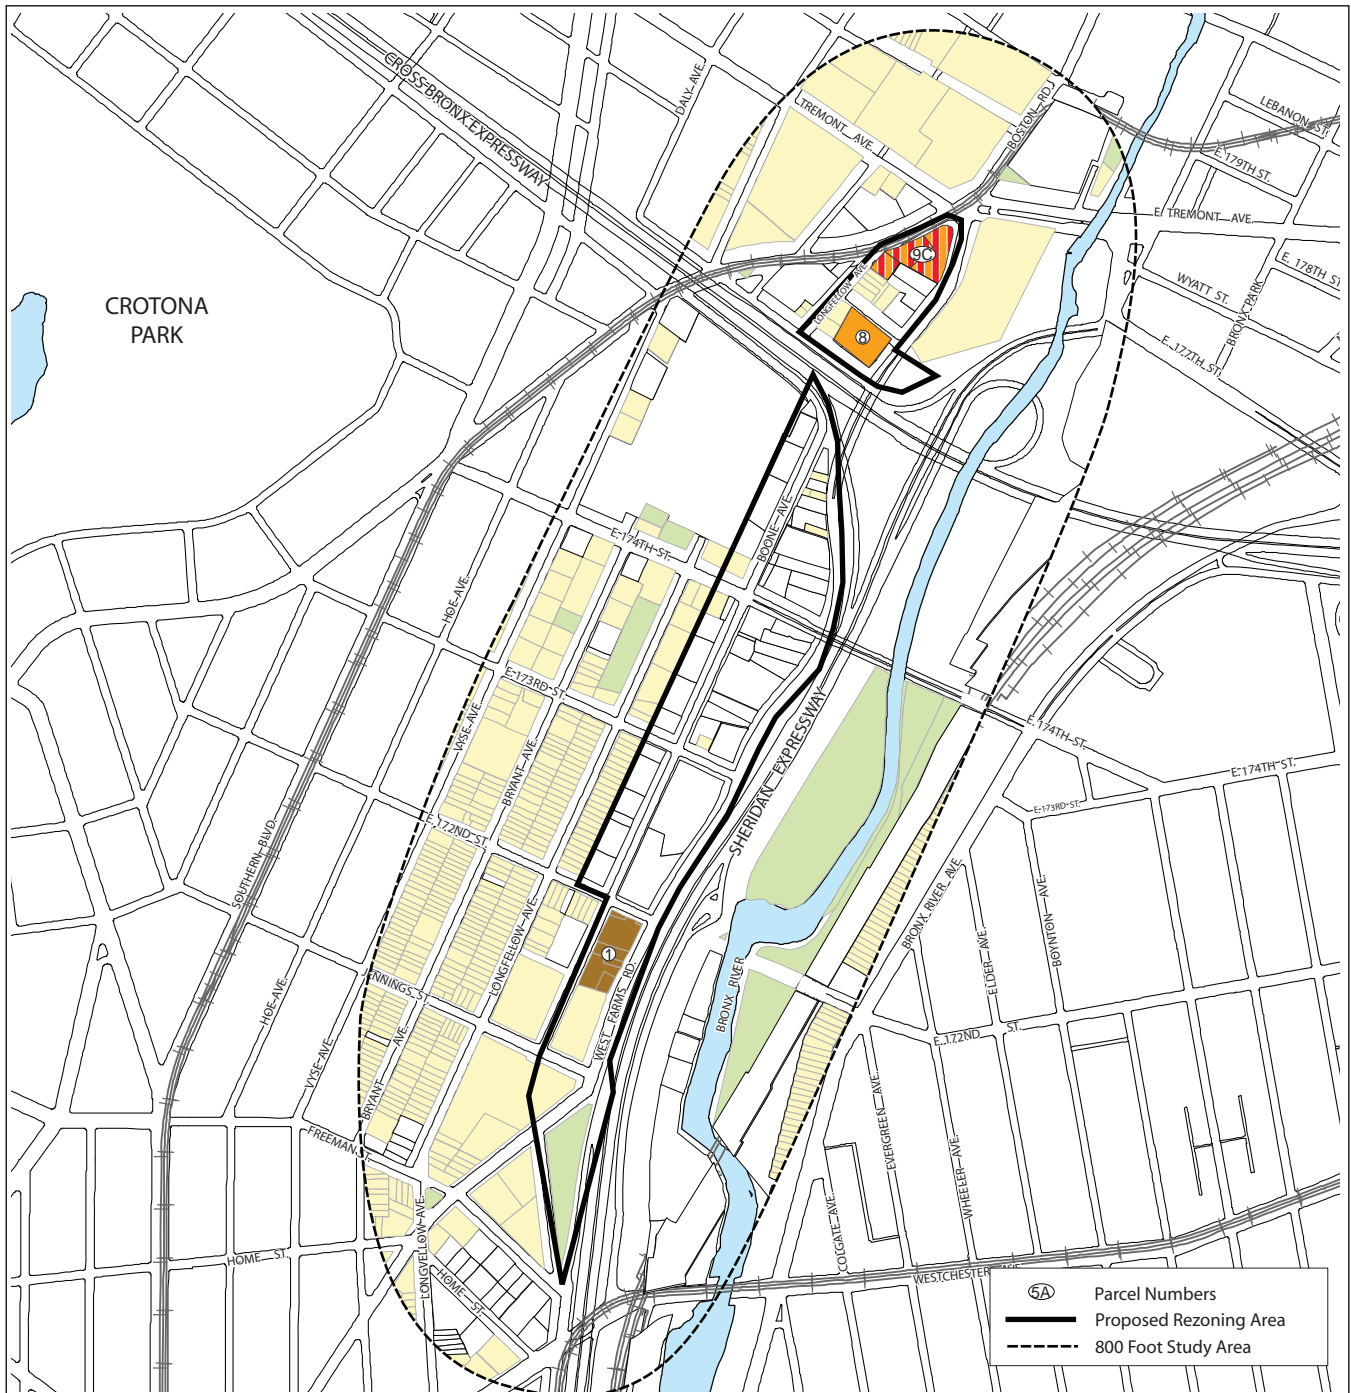 CROSS BRONX EXPRESSWAY
DALY AVE.
TREMONT AVE.
BOSTON RD.
LEBANON ST.
E. 179TH ST.
E. TREMONT AVE.
E. 178TH ST.
WYATT ST.
BRONX PARK
E. 177TH ST.
CROTONA
PARK
9C
LONGFELLOW AVE.
8
BOONE AVE.
E. 174TH ST.
HOE AVE.
E. 173RD ST.
VYSE AVE.
BRYANT AVE.
E. 172ND ST.
SOUTHERN BLVD
SHERIDAN EXPRESSWAY
E. 174TH ST.
E. 174TH ST.
E. 173RD ST.
BRONX RIVER AVE.
ELDER AVE.
BOYNTON AVE.
LONGFELLOW AVE.
1
WEST FARMS RD.
BRONX RIVER
JENNINGS ST.
HOE AVE.
VYSE AVE.
BRYANT AVE.
FREEMAN ST.
E. 172ND ST.
EVERGREEN AVE.
WHEELER AVE.
COLGATE AVE.
HOME ST.
LONGVELLOW AVE.
HOME ST.
WESTCHESTER AVE
5A Parcel Numbers
Proposed Rezoning Area
800 Foot Study Area